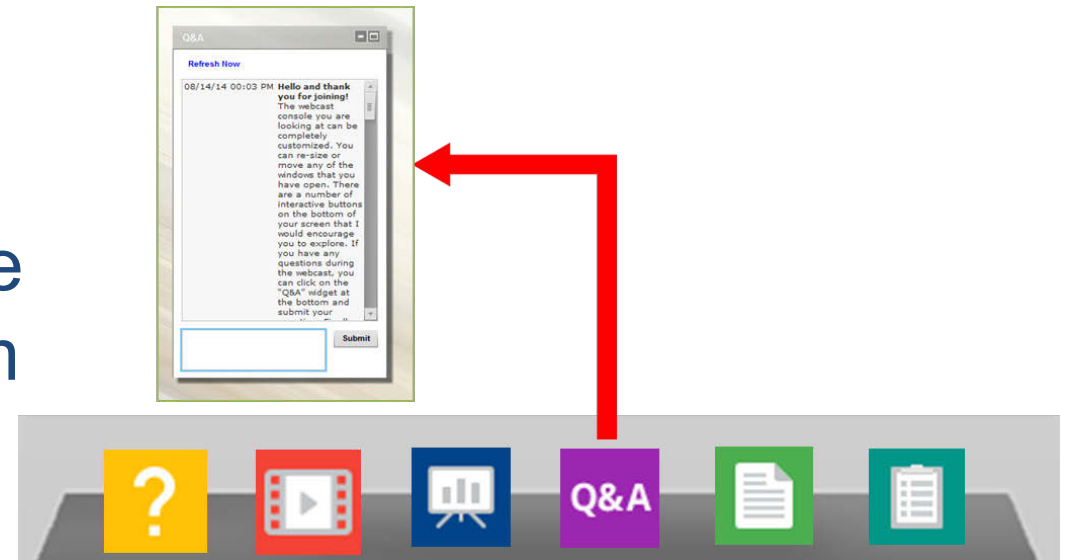 Q&A
Refresh Now
08/14/14 00:03 PM Hello and thank
you for joining!
The webcast
console you are
looking at can be
completely
customized. You
can re-size or
move any of the
windows that you
have open. There
are a number of
interactive buttons
on the bottom of
your screen that I
would encourage
you to explore. If
you have any
questions during
the webcast, you
can click on the
"Q&A" widget at
the bottom and
submit your
Submit
e
n
?
Q&A